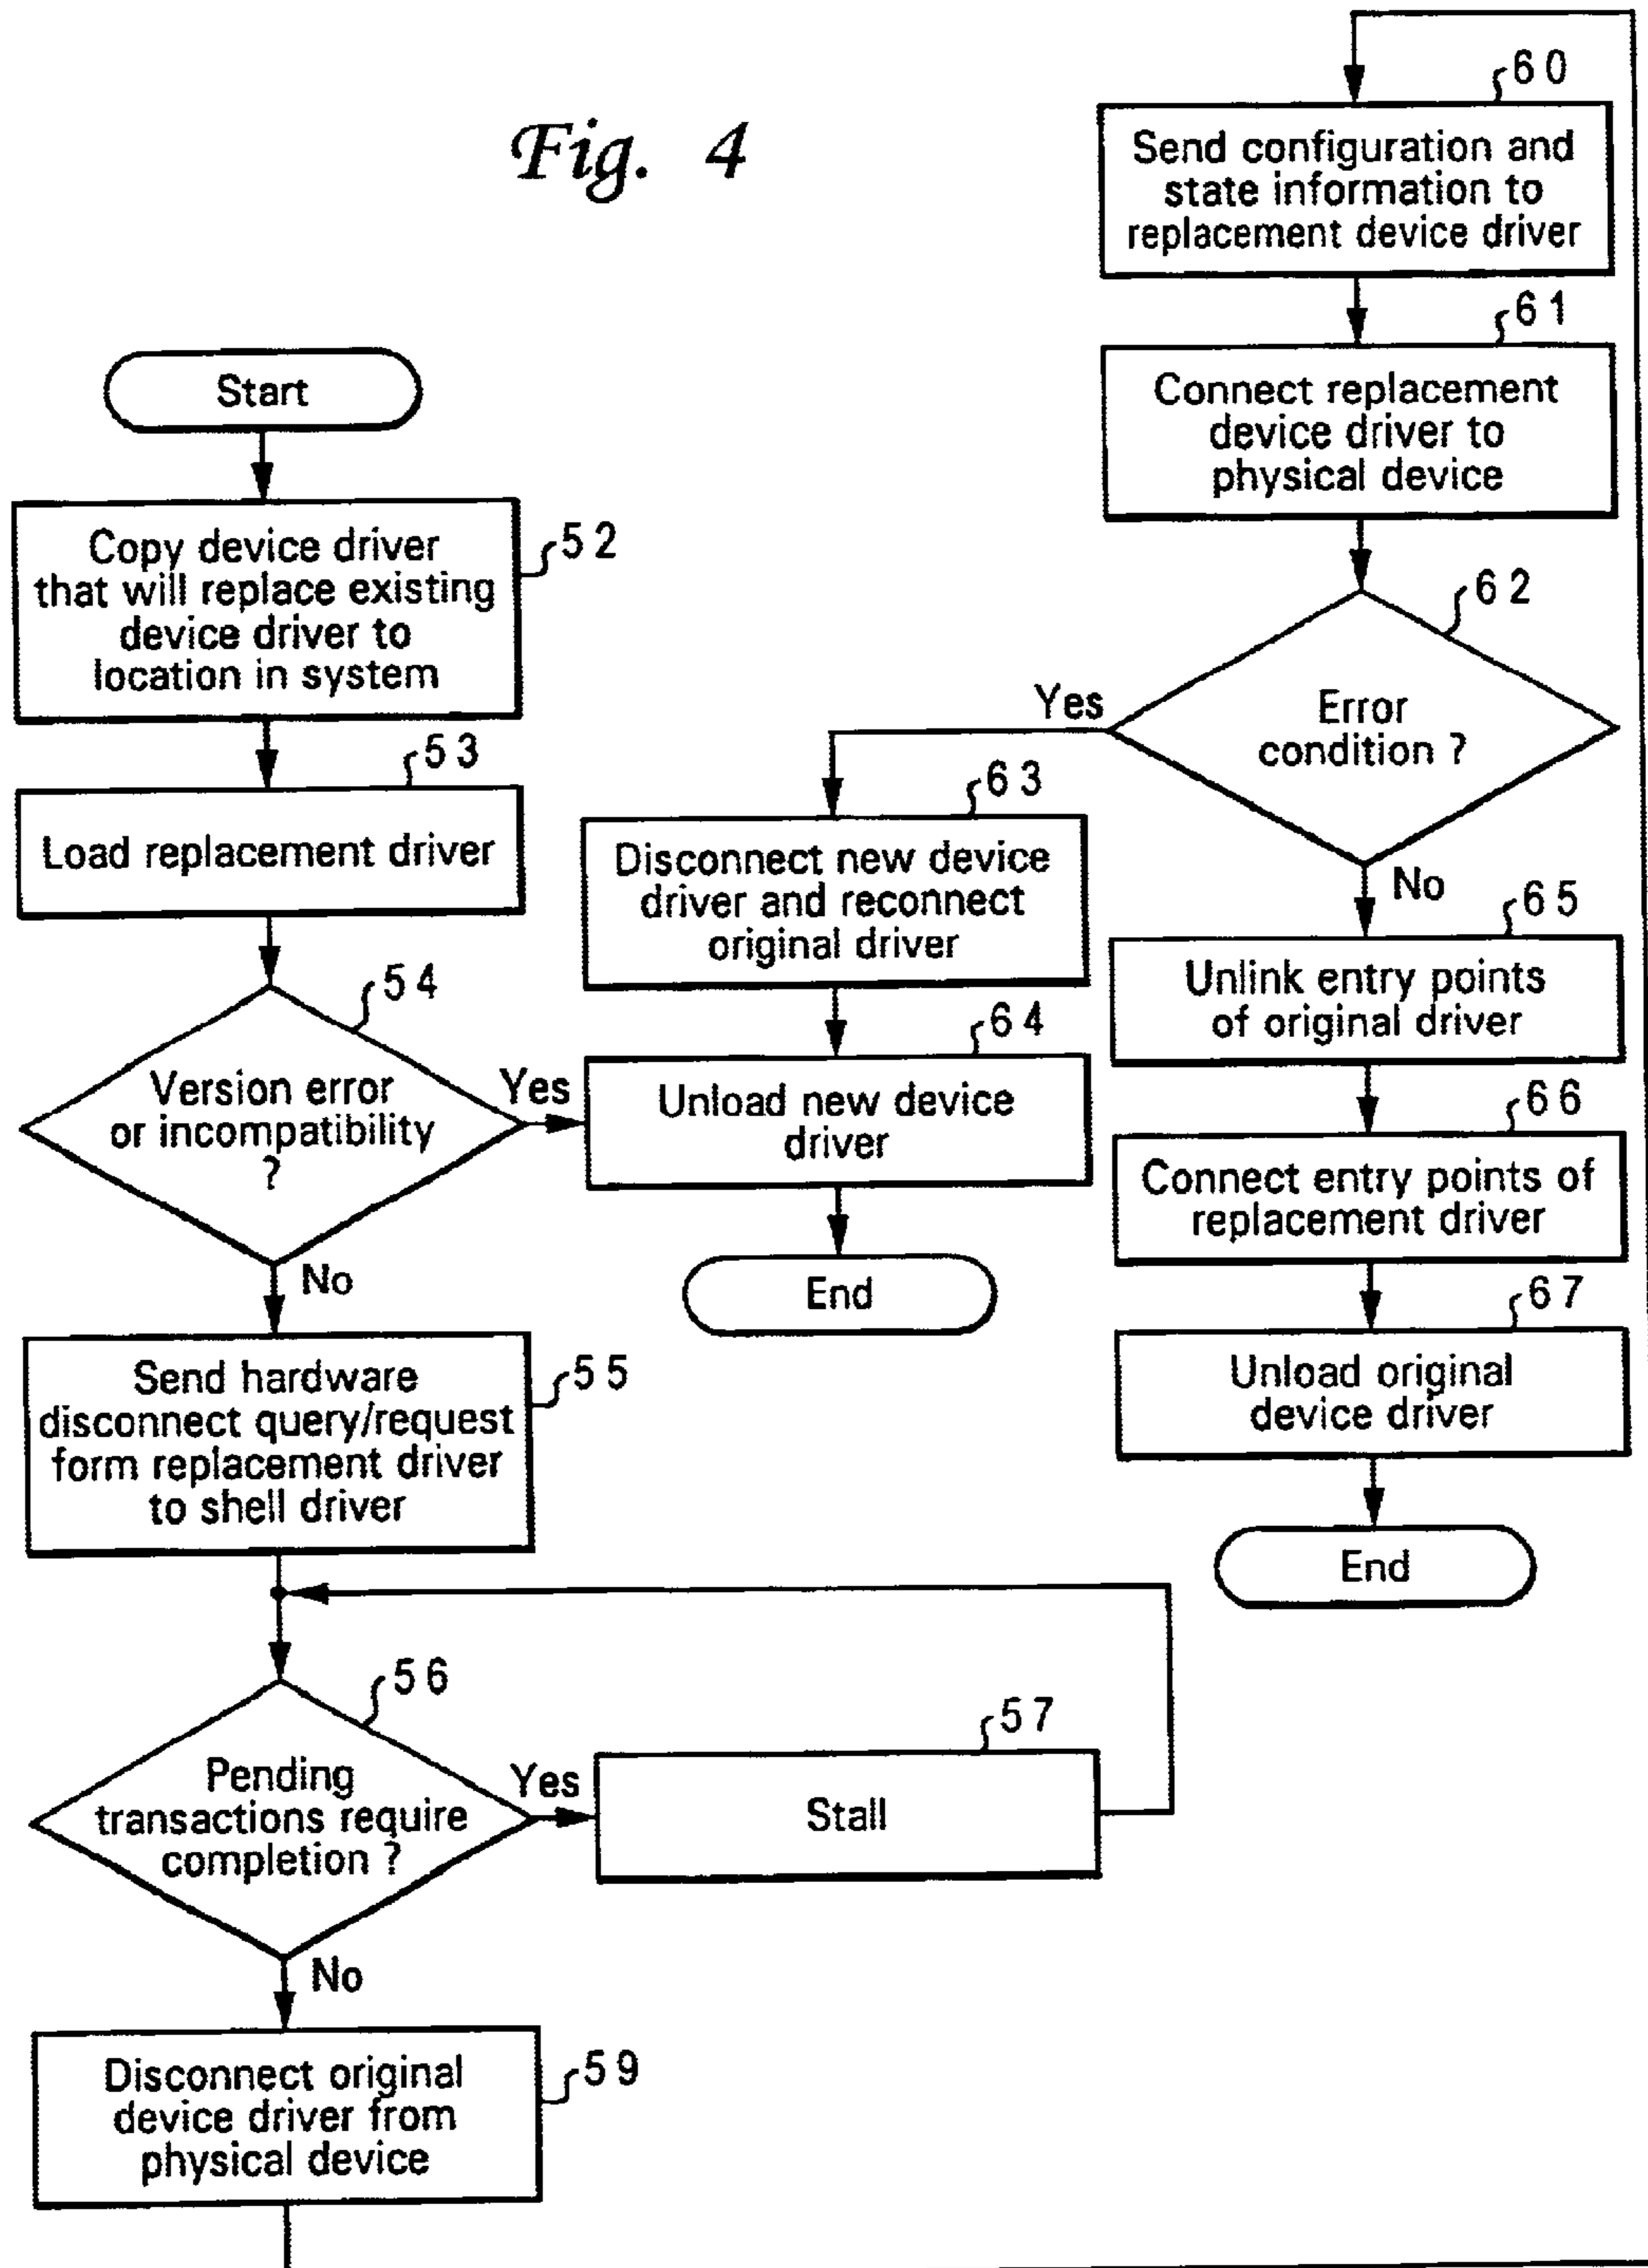 Fig. 4
Start
52
Copy device driver
that will replace existing
device driver to
location in system
53
Load replacement driver
54
Version error
or incompatibility
?
Yes
No
55
Send hardware
disconnect query/request
form replacement driver
to shell driver
56
Pending
transactions require
completion ?
Yes
57
Stall
No
59
Disconnect original
device driver from
physical device
60
Send configuration and
state information to
replacement device driver
61
Connect replacement
device driver to
physical device
62
Error
condition ?
Yes
63
Disconnect new device
driver and reconnect
original driver
64
Unload new device
driver
End
No
65
Unlink entry points
of original driver
66
Connect entry points of
replacement driver
67
Unload original
device driver
End